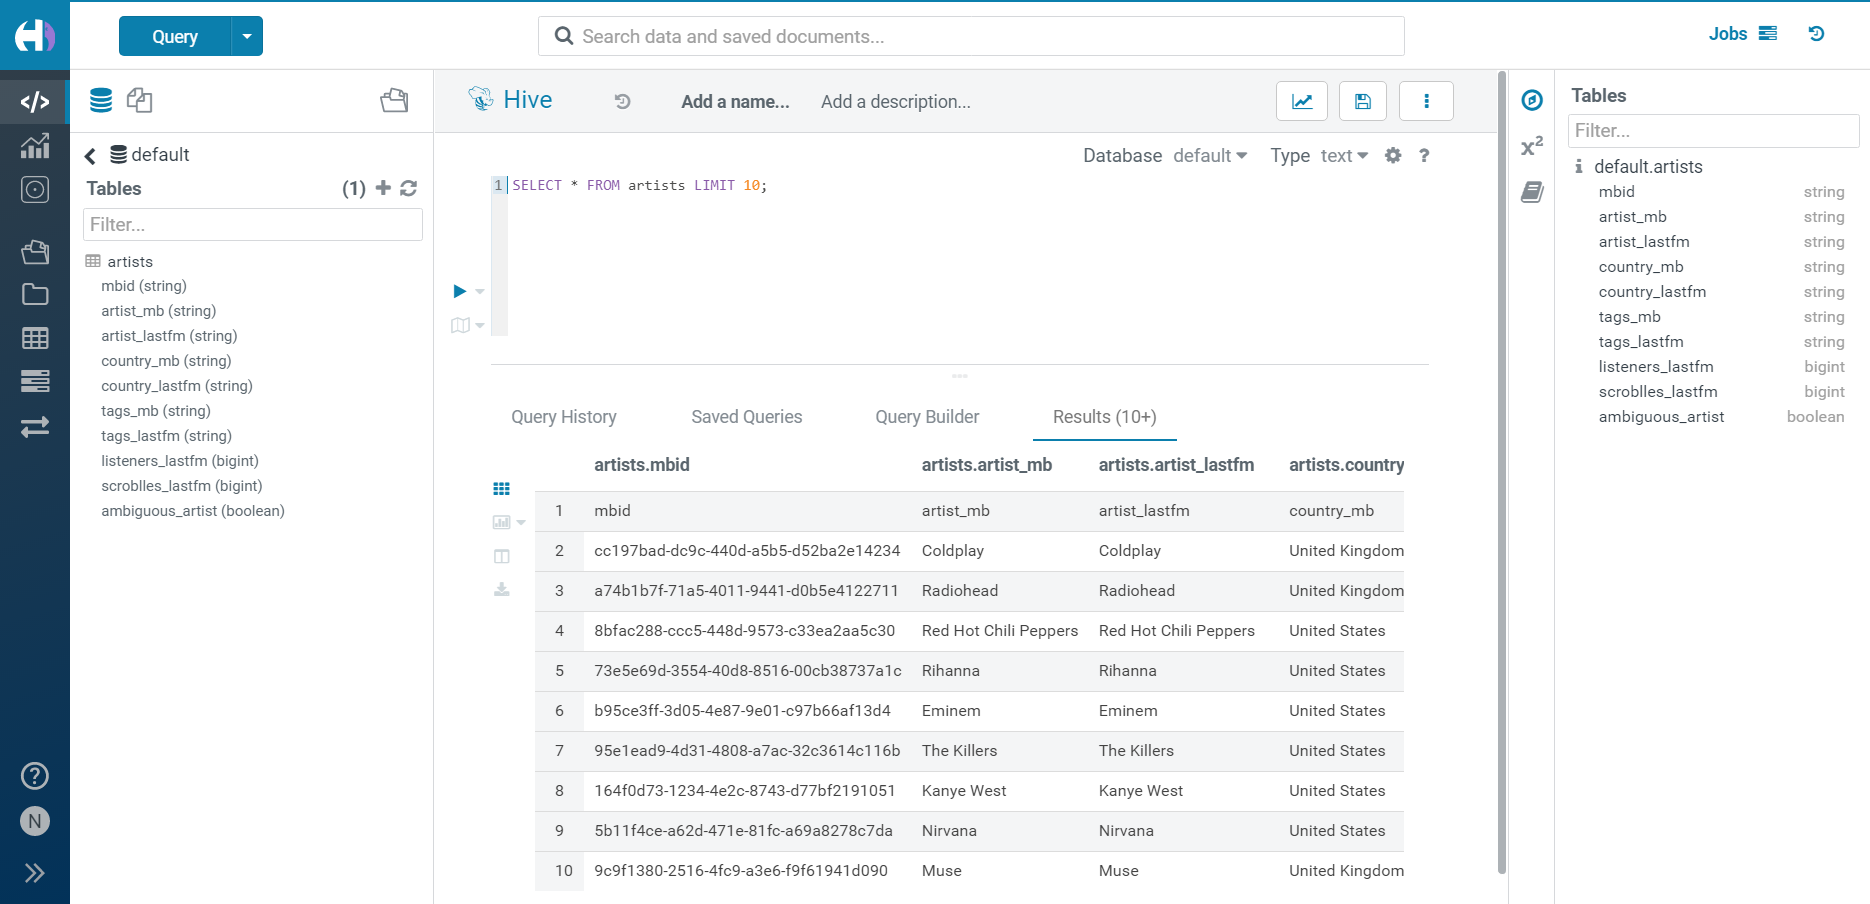 Query
Search data and saved documents...
Jobs
Hive
Add a name...
Add a description...
default
Tables (1)
Filter...
artists
mbid (string)
artist_mb (string)
artist_lastfm (string)
country_mb (string)
country_lastfm (string)
tags_mb (string)
tags_lastfm (string)
listeners_lastfm (bigint)
scroblles_lastfm (bigint)
ambiguous_artist (boolean)
N
Database default Type text ?
1 SELECT * FROM artists LIMIT 10;
Query History Saved Queries Query Builder Results (10+)
artists.mbid artists.artist_mb artists.artist_lastfm artists.country
1 mbid artist_mb artist_lastfm country_mb
2 cc197bad-dc9c-440d-a5b5-d52ba2e14234 Coldplay Coldplay United Kingdom
3 a74b1b7f-71a5-4011-9441-d0b5e4122711 Radiohead Radiohead United Kingdom
4 8bfac288-ccc5-448d-9573-c33ea2aa5c30 Red Hot Chili Peppers Red Hot Chili Peppers United States
5 73e5e69d-3554-40d8-8516-00cb38737a1c Rihanna Rihanna United States
6 b95ce3ff-3d05-4e87-9e01-c97b66af13d4 Eminem Eminem United States
7 95e1ead9-4d31-4808-a7ac-32c3614c116b The Killers The Killers United States
8 164f0d73-1234-4e2c-8743-d77bf2191051 Kanye West Kanye West United States
9 5b11f4ce-a62d-471e-81fc-a69a8278c7da Nirvana Nirvana United States
10 9c9f1380-2516-4fc9-a3e6-f9f61941d090 Muse Muse United Kingdom
x²
Tables
Filter...
default.artists
mbid string
artist_mb string
artist_lastfm string
country_mb string
country_lastfm string
tags_mb string
tags_lastfm string
listeners_lastfm bigint
scroblles_lastfm bigint
ambiguous_artist boolean